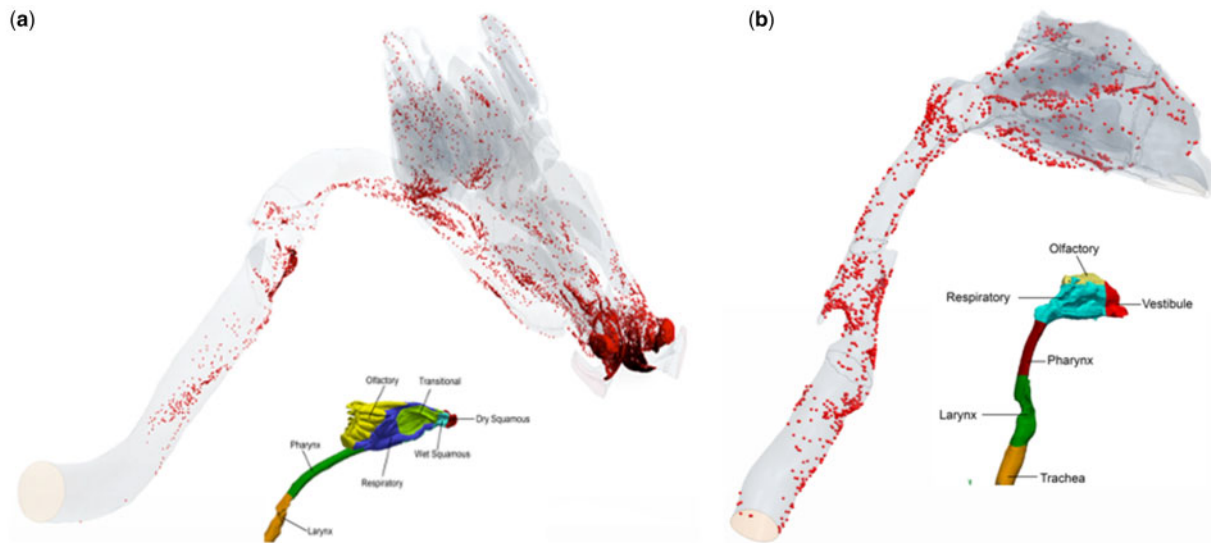 (a)
Olfactory
Transitional
Dry Squamous
Wet Squamous
Pharynx
Respiratory
Larynx
(b)
Olfactory
Respiratory
Vestibule
Pharynx
Larynx
Trachea